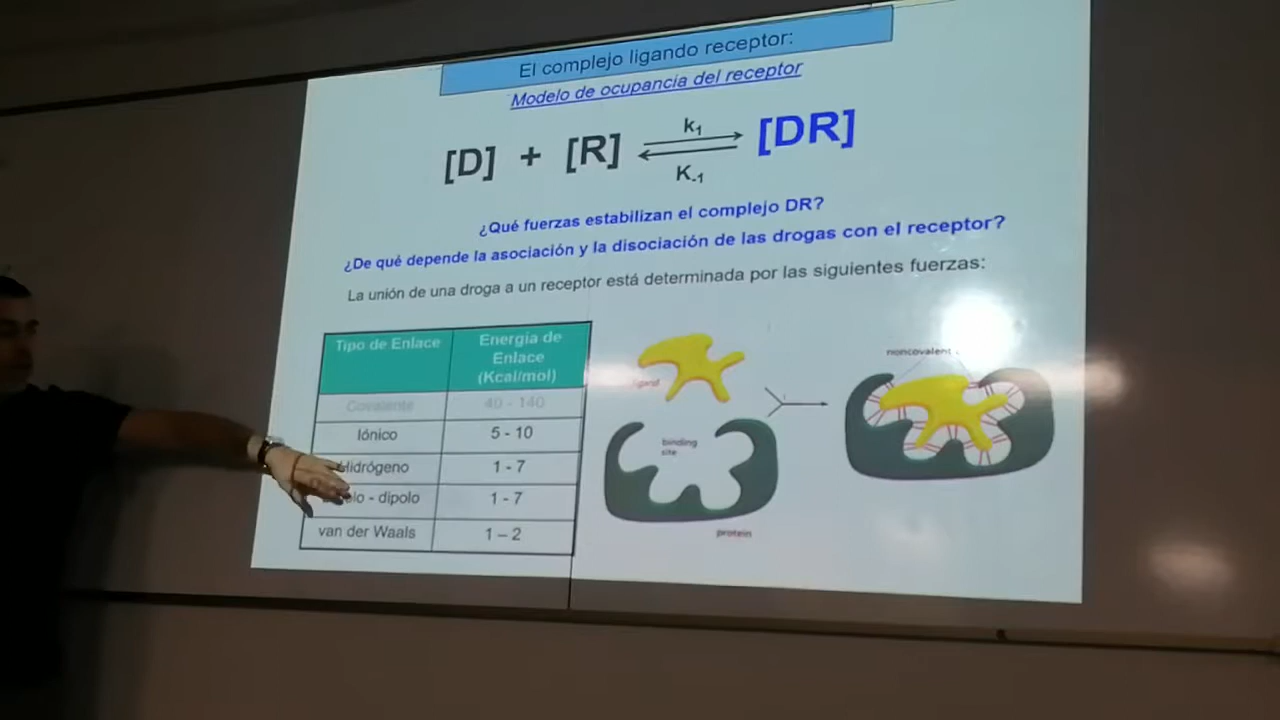 El complejo ligando receptor:
Modelo de ocupancia del receptor
[D] + [R] [DR]
k1
K-1
¿Qué fuerzas estabilizan el complejo DR?
¿De qué depende la asociación y la disociación de las drogas con el receptor?
La unión de una droga a un receptor está determinada por las siguientes fuerzas:
Tipo de Enlace
Energía de
Enlace
(Kcal/mol)
Covalente 40 - 140
Iónico 5 - 10
Hidrógeno 1 - 7
dipolo 1 - 7
van der Waals 1 – 2
ligand
binding
site
protein
noncovalent